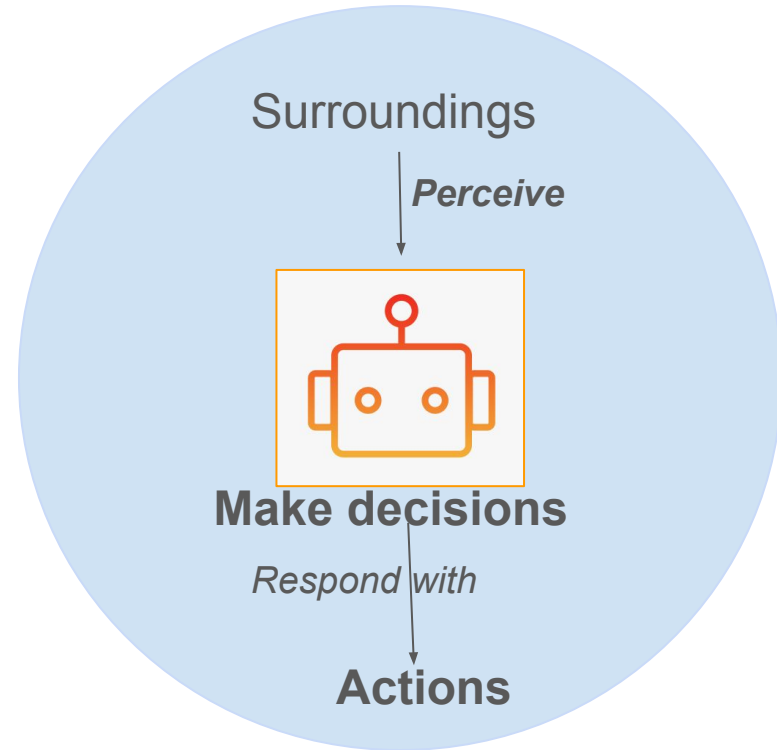 Surroundings
Perceive
Make decisions
Respond with
Actions